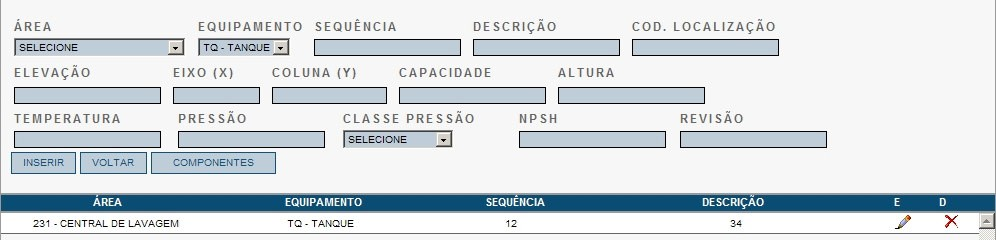 ÁREA EQUIPAMENTO SEQUÊNCIA DESCRIÇÃO COD. LOCALIZAÇÃO
SELECIONE TQ - TANQUE
ELEVAÇÃO EIXO (X) COLUNA (Y) CAPACIDADE ALTURA
TEMPERATURA PRESSÃO CLASSE PRESSÃO NPSH REVISÃO
SELECIONE
INSERIR VOLTAR COMPONENTES
ÁREA EQUIPAMENTO SEQUÊNCIA DESCRIÇÃO E D
231 - CENTRAL DE LAVAGEM TQ - TANQUE 12 34